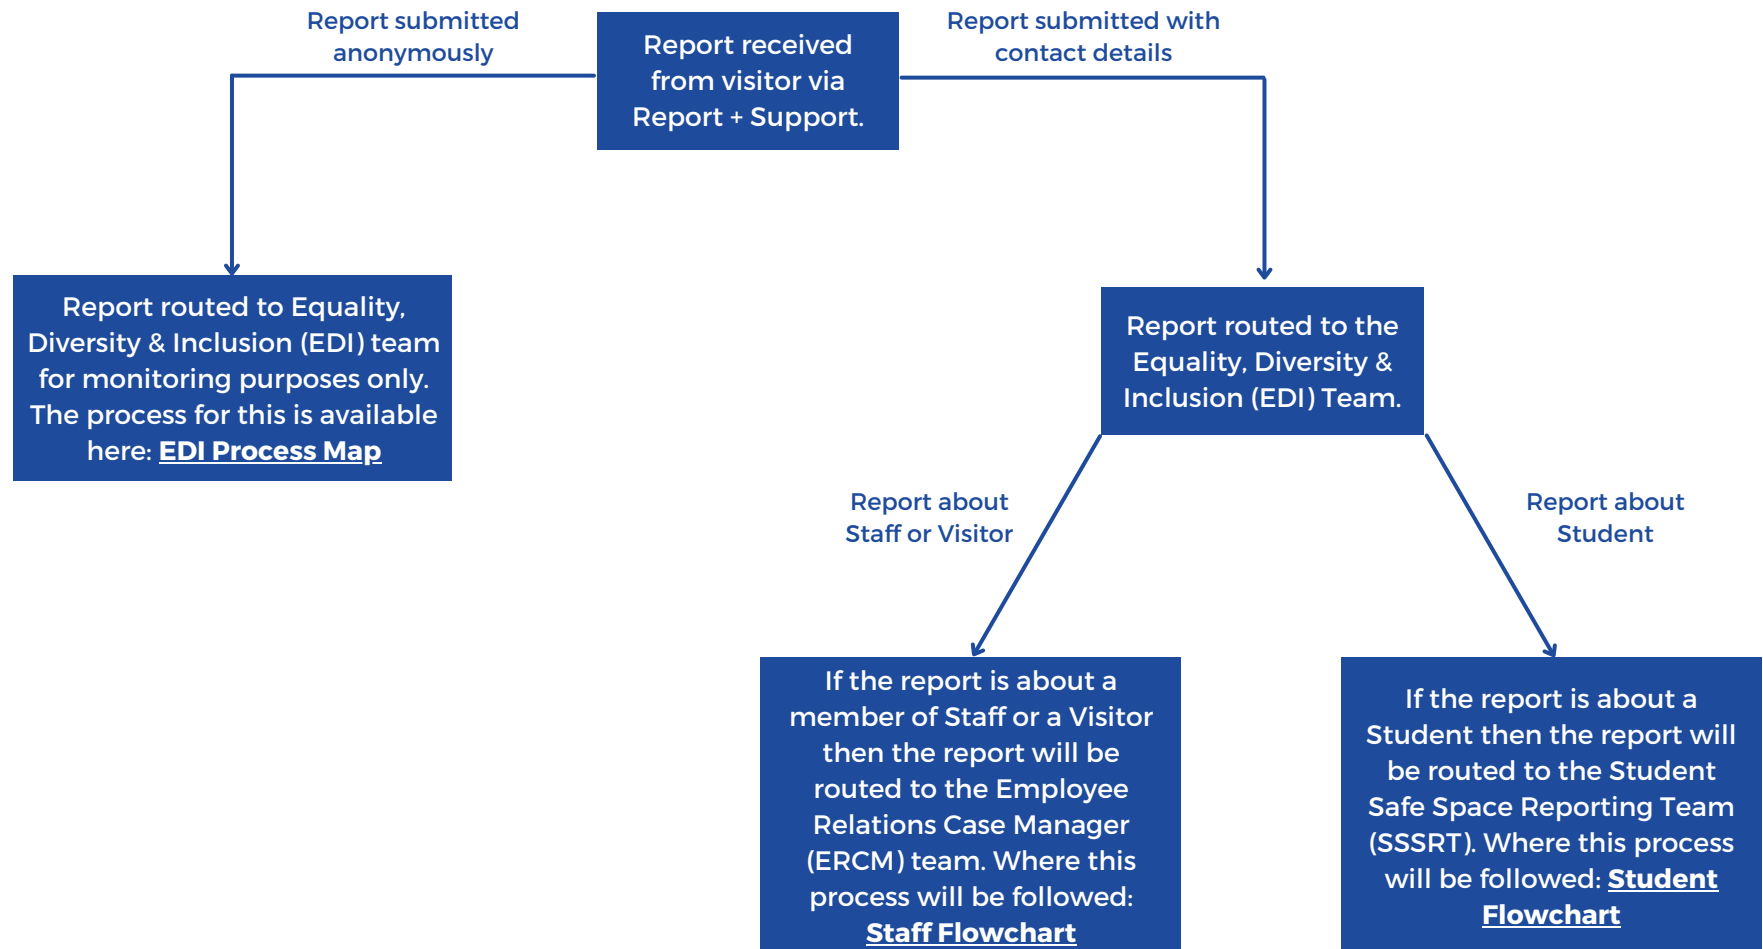 Report submitted
anonymously
Report received
from visitor via
Report + Support.
Report submitted with
contact details
Report routed to Equality,
Diversity & Inclusion (EDI) team
for monitoring purposes only.
The process for this is available
here: EDI Process Map
Report routed to the
Equality, Diversity &
Inclusion (EDI) Team.
Report about
Staff or Visitor
Report about
Student
If the report is about a
member of Staff or a Visitor
then the report will be
routed to the Employee
Relations Case Manager
(ERCM) team. Where this
process will be followed:
Staff Flowchart
If the report is about a
Student then the report will
be routed to the Student
Safe Space Reporting Team
(SSSRT). Where this process
will be followed: Student
Flowchart